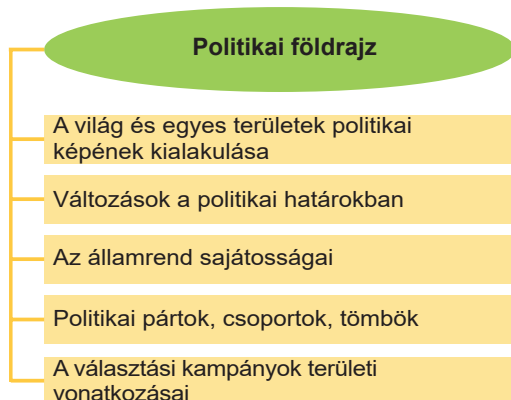 Politikai földrajz
A világ és egyes területek politikai
képének kialakulása
Változások a politikai határokban
Az államrend sajátosságai
Politikai pártok, csoportok, tömbök
A választási kampányok területi
vonatkozásai